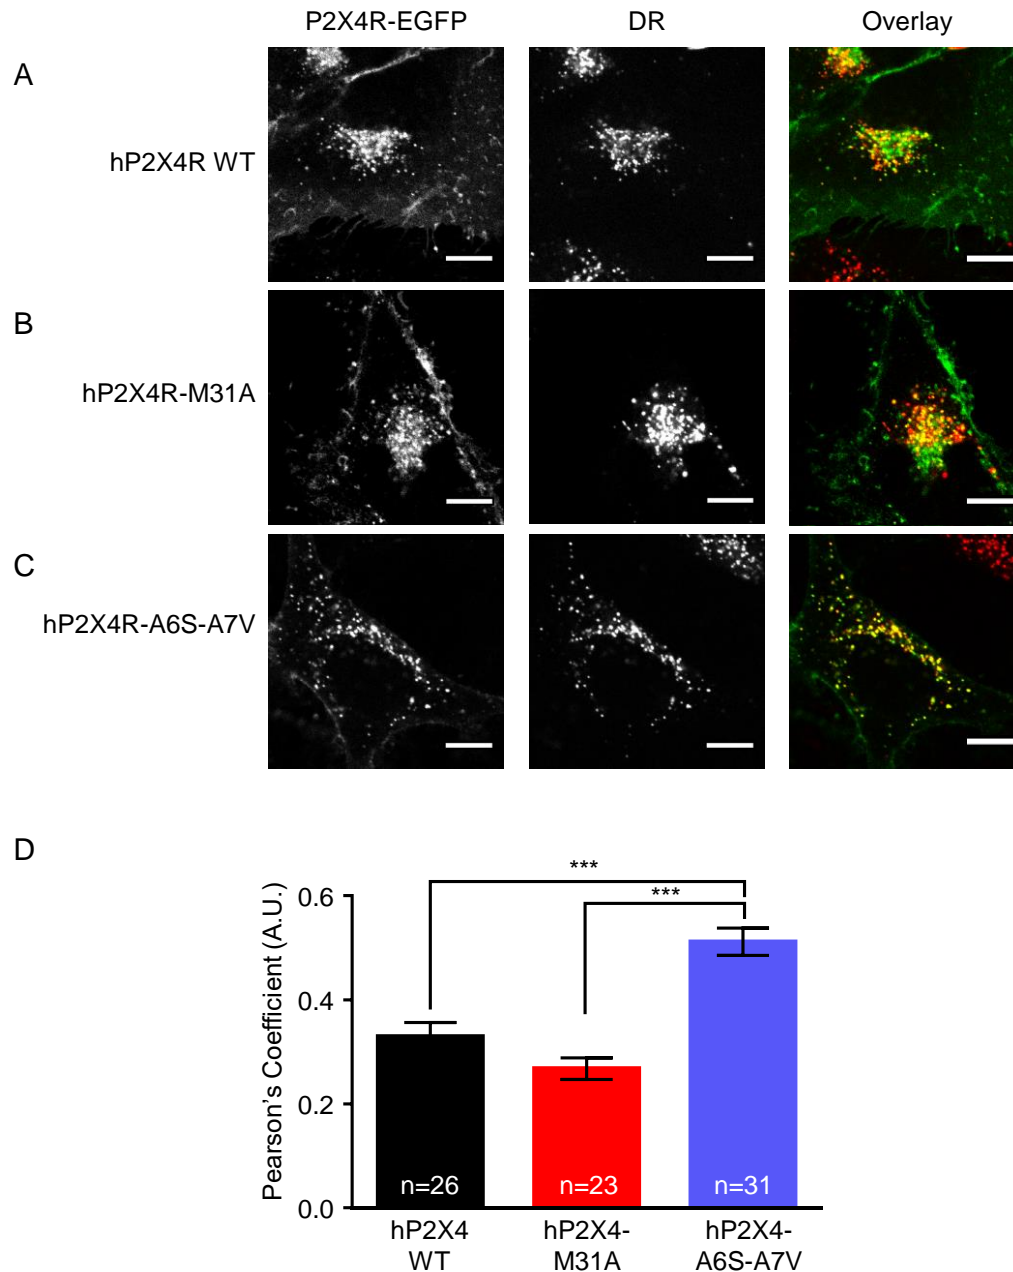 P2X4R-EGFP DR Overlay
A
hP2X4R WT
B
hP2X4R-M31A
C
hP2X4R-A6S-A7V
D
***
***
Pearson's Coefficient (A.U.)
0.6
0.4
0.2
0.0
n=26 n=23 n=31
hP2X4 hP2X4- hP2X4-
WT M31A A6S-A7V